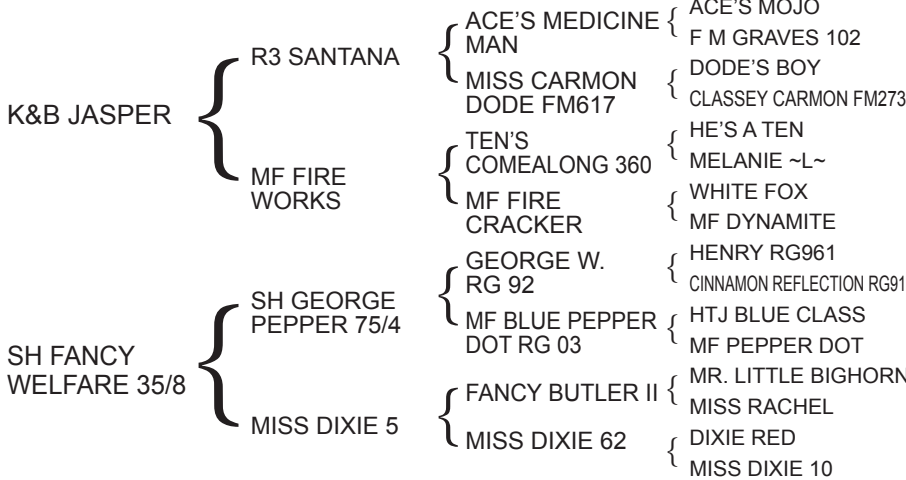 K&B JASPER
R3 SANTANA
ACE'S MEDICINE
MAN
ACE'S MOJO
F M GRAVES 102
MISS CARMON
DODE FM617
DODE'S BOY
CLASSEY CARMON FM273
MF FIRE
WORKS
TEN'S
COMEALONG 360
HE'S A TEN
MELANIE ~L~
MF FIRE
CRACKER
WHITE FOX
MF DYNAMITE
SH FANCY
WELFARE 35/8
SH GEORGE
PEPPER 75/4
GEORGE W.
RG 92
HENRY RG961
CINNAMON REFLECTION RG91
MF BLUE PEPPER
DOT RG 03
HTJ BLUE CLASS
MF PEPPER DOT
MISS DIXIE 5
FANCY BUTLER II
MR. LITTLE BIGHORN
MISS RACHEL
MISS DIXIE 62
DIXIE RED
MISS DIXIE 10